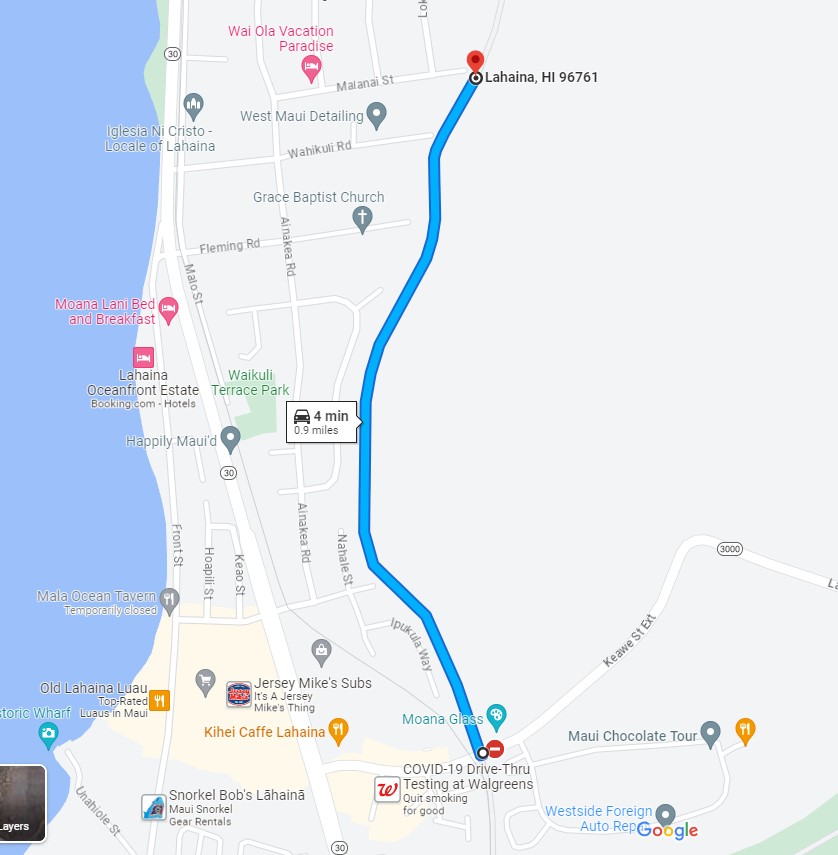 Lo
Wai Ola Vacation
Paradise
30
Lahaina, HI 96761
Malanai St
Iglesia Ni Cristo -
Locale of Lahaina
West Maui Detailing
Wahikuli Rd
Grace Baptist Church
Fleming Rd
Ainakea Rd
Malo St
Moana Lani Bed
and Breakfast
Lahaina
Oceanfront Estate
Booking.com - Hotels
Waikuli
Terrace Park
4 min
0.9 miles
Happily Maui'd
30
Front St
Hoapili St
Keao St
Ainakea Rd
Nahale St
3000
La
Mala Ocean Tavern
Temporarily closed
Ipukula Way
Keawe St Ext
Old Lahaina Luau
Top-Rated
Luaus in Maui
Jersey Mike's Subs
It's A Jersey
Mike's Thing
storic Wharf
Kihei Caffe Lahaina
Moana Glass
Maui Chocolate Tour
COVID-19 Drive-Thru
Testing at Walgreens
Quit smoking
for good
Unahiole St
Snorkel Bob's Lāhainā
Maui Snorkel
Gear Rentals
Layers
Westside Foreign
Auto Repa
Google
30